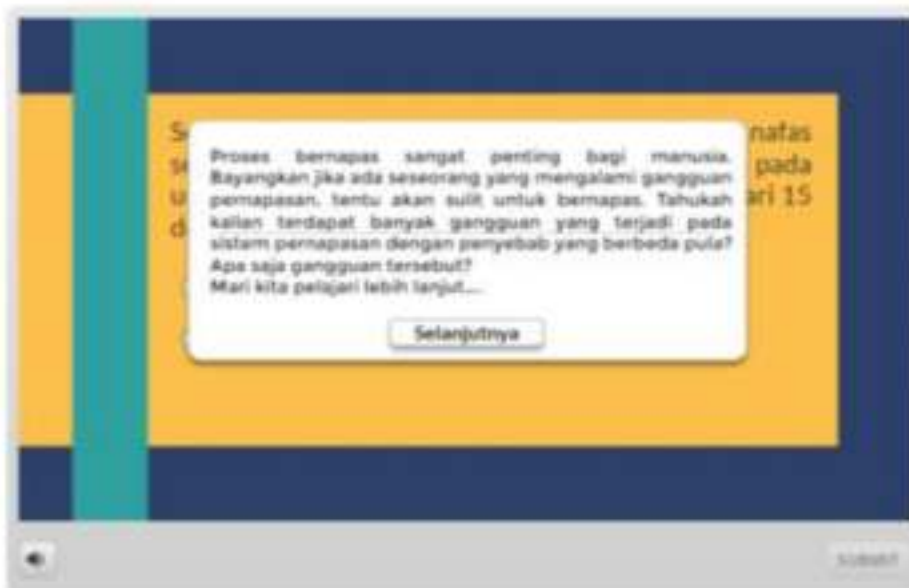 nafas
pada
ari 15
Proses bernapas sangat penting bagi manusia.
Bayangkan jika ada seseorang yang mengalami gangguan
pernapasan, tentu akan sulit untuk bernapas. Tahukah
kalian terdapat banyak gangguan yang terjadi pada
sistem pernapasan dengan penyebab yang berbeda pula?
Apa saja gangguan tersebut?
Mari kita pelajari lebih lanjut...
Selanjutnya
SUBMIT